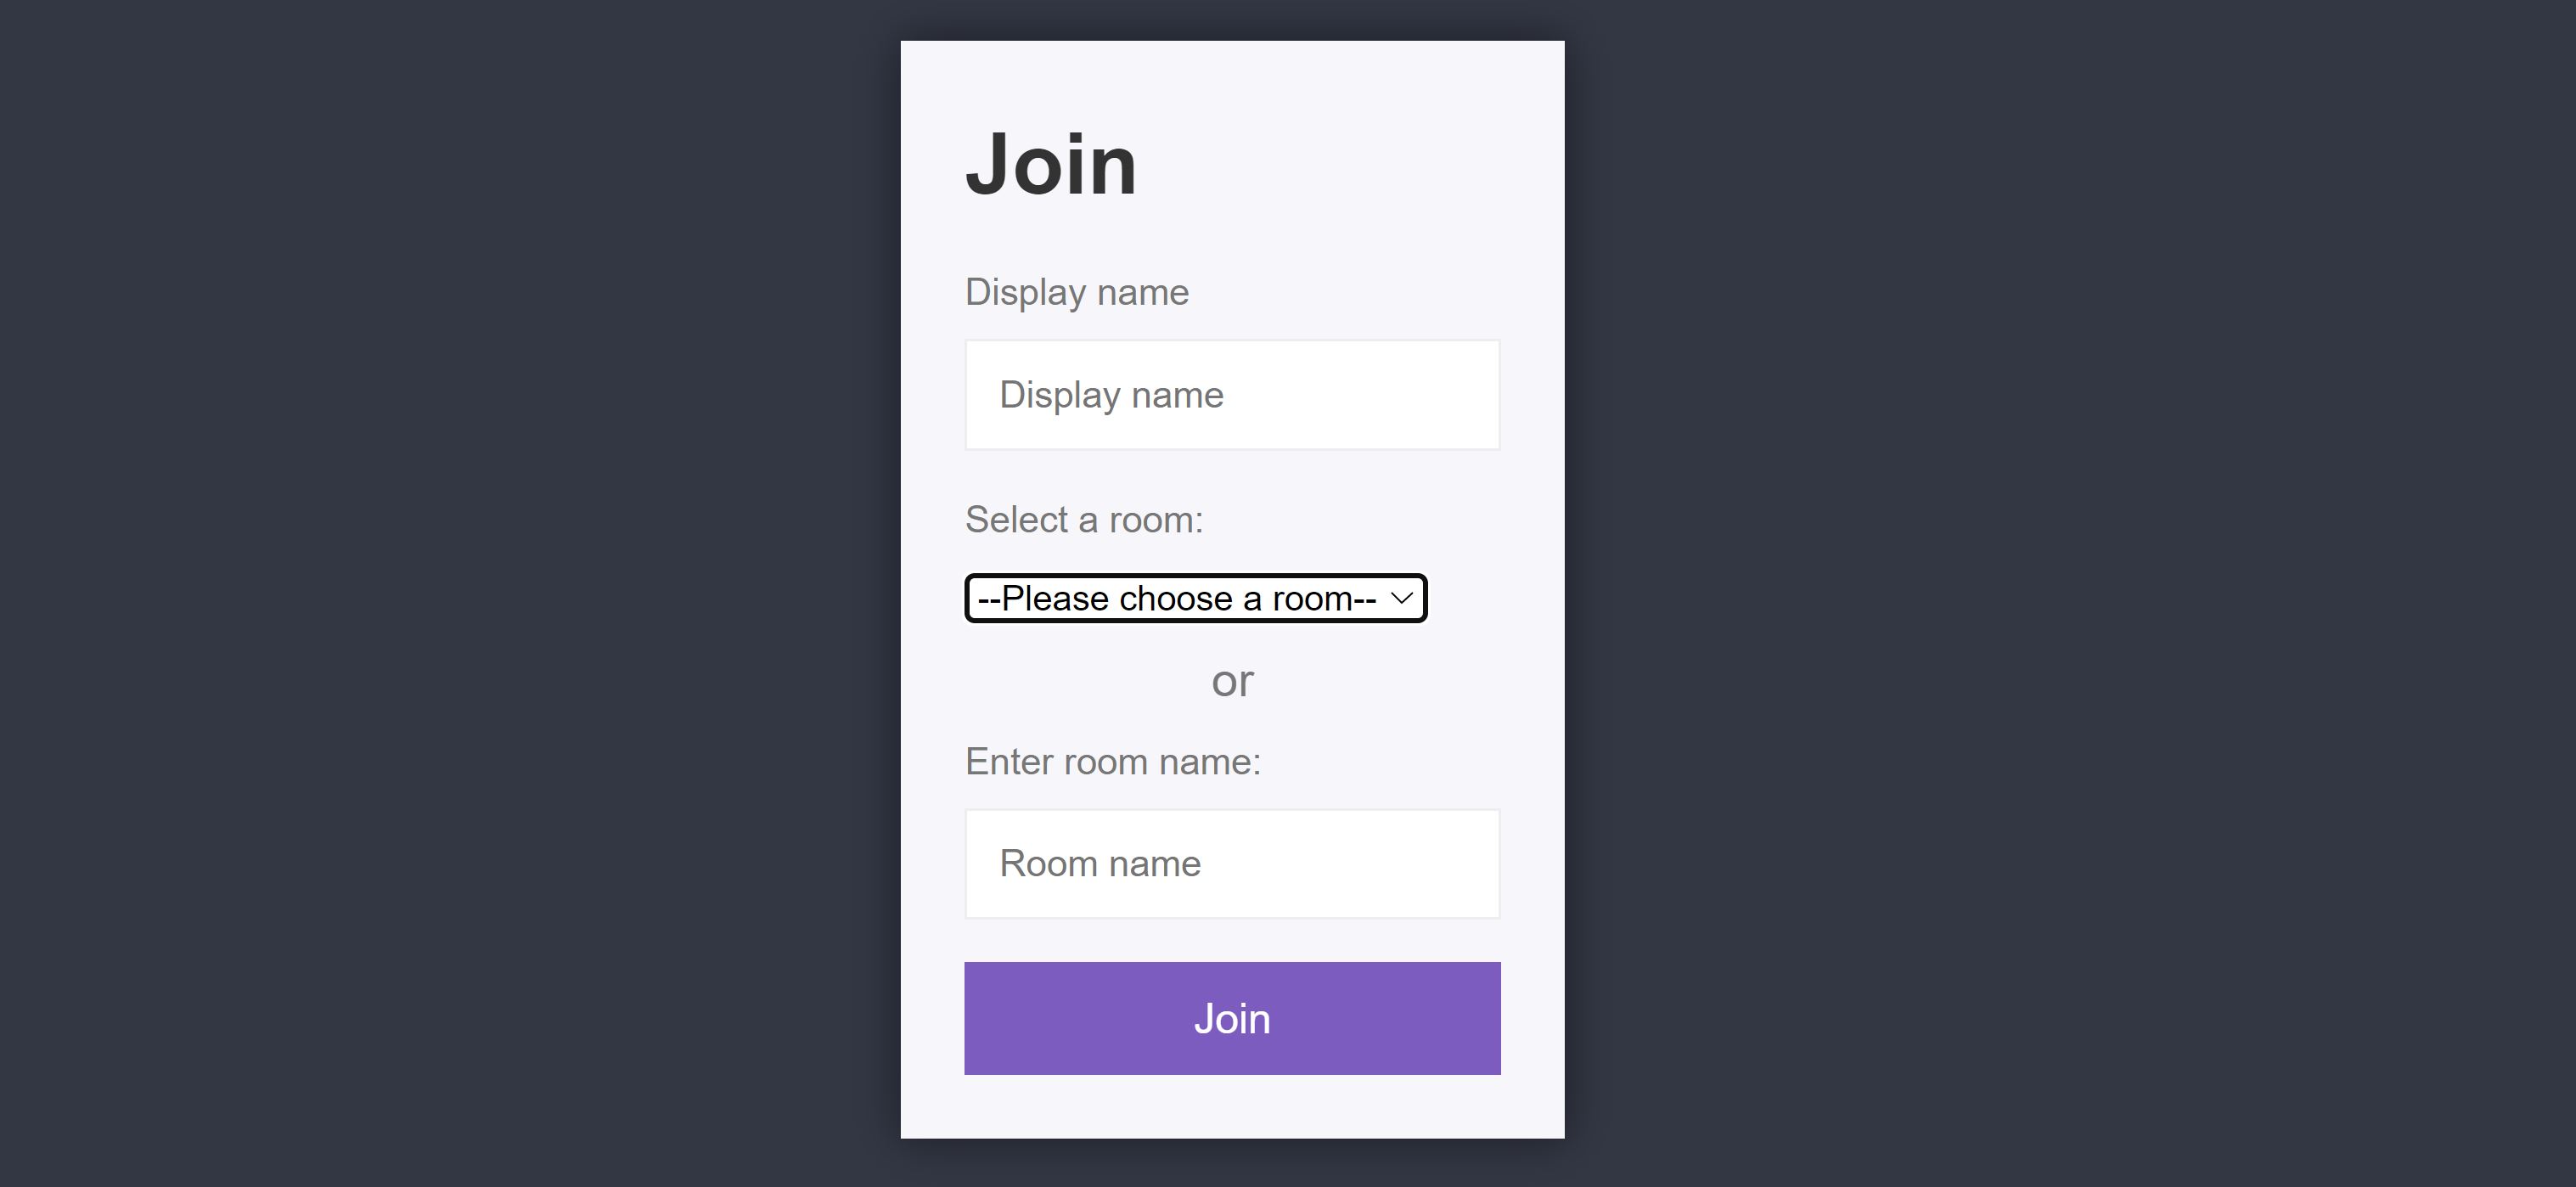 Join
Display name
Display name
Select a room:
--Please choose a room--
or
Enter room name:
Room name
Join